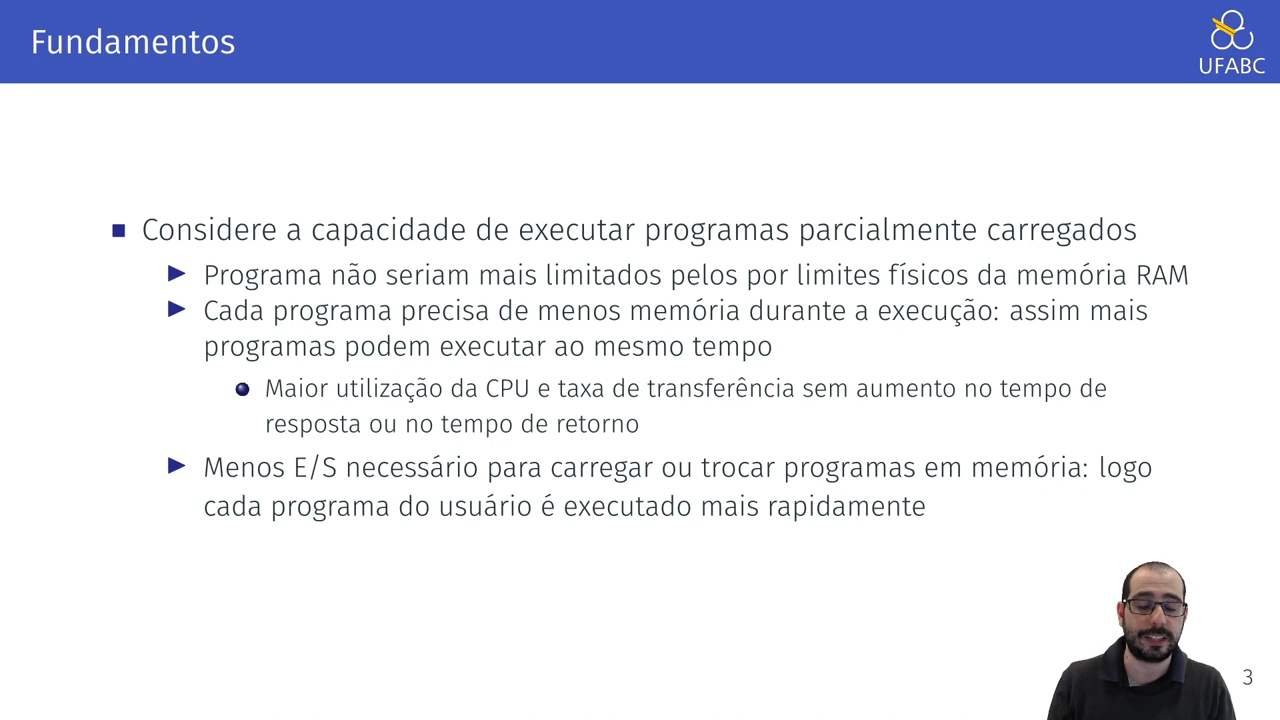 Fundamentos
UFABC
Considere a capacidade de executar programas parcialmente carregados
Programa não seriam mais limitados pelos por limites físicos da memória RAM
Cada programa precisa de menos memória durante a execução: assim mais
programas podem executar ao mesmo tempo
Maior utilização da CPU e taxa de transferência sem aumento no tempo de
resposta ou no tempo de retorno
Menos E/S necessário para carregar ou trocar programas em memória: logo
cada programa do usuário é executado mais rapidamente
3